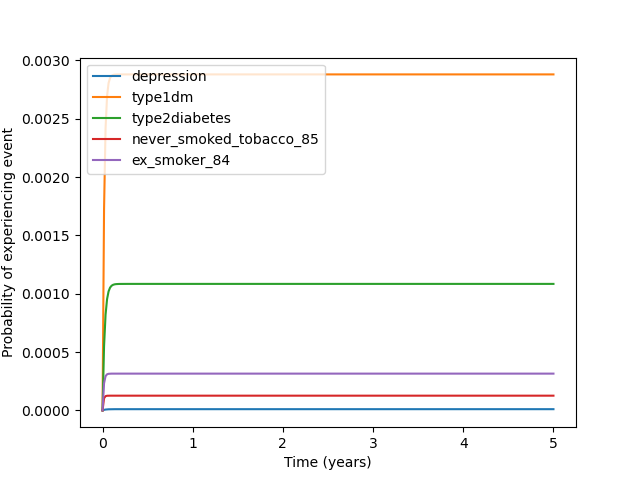 0.0030
0.0025
0.0020
0.0015
0.0010
0.0005
0.0000
Probability of experiencing event
depression
type1dm
type2diabetes
never_smoked_tobacco_85
ex_smoker_84
0 1 2 3 4 5
Time (years)